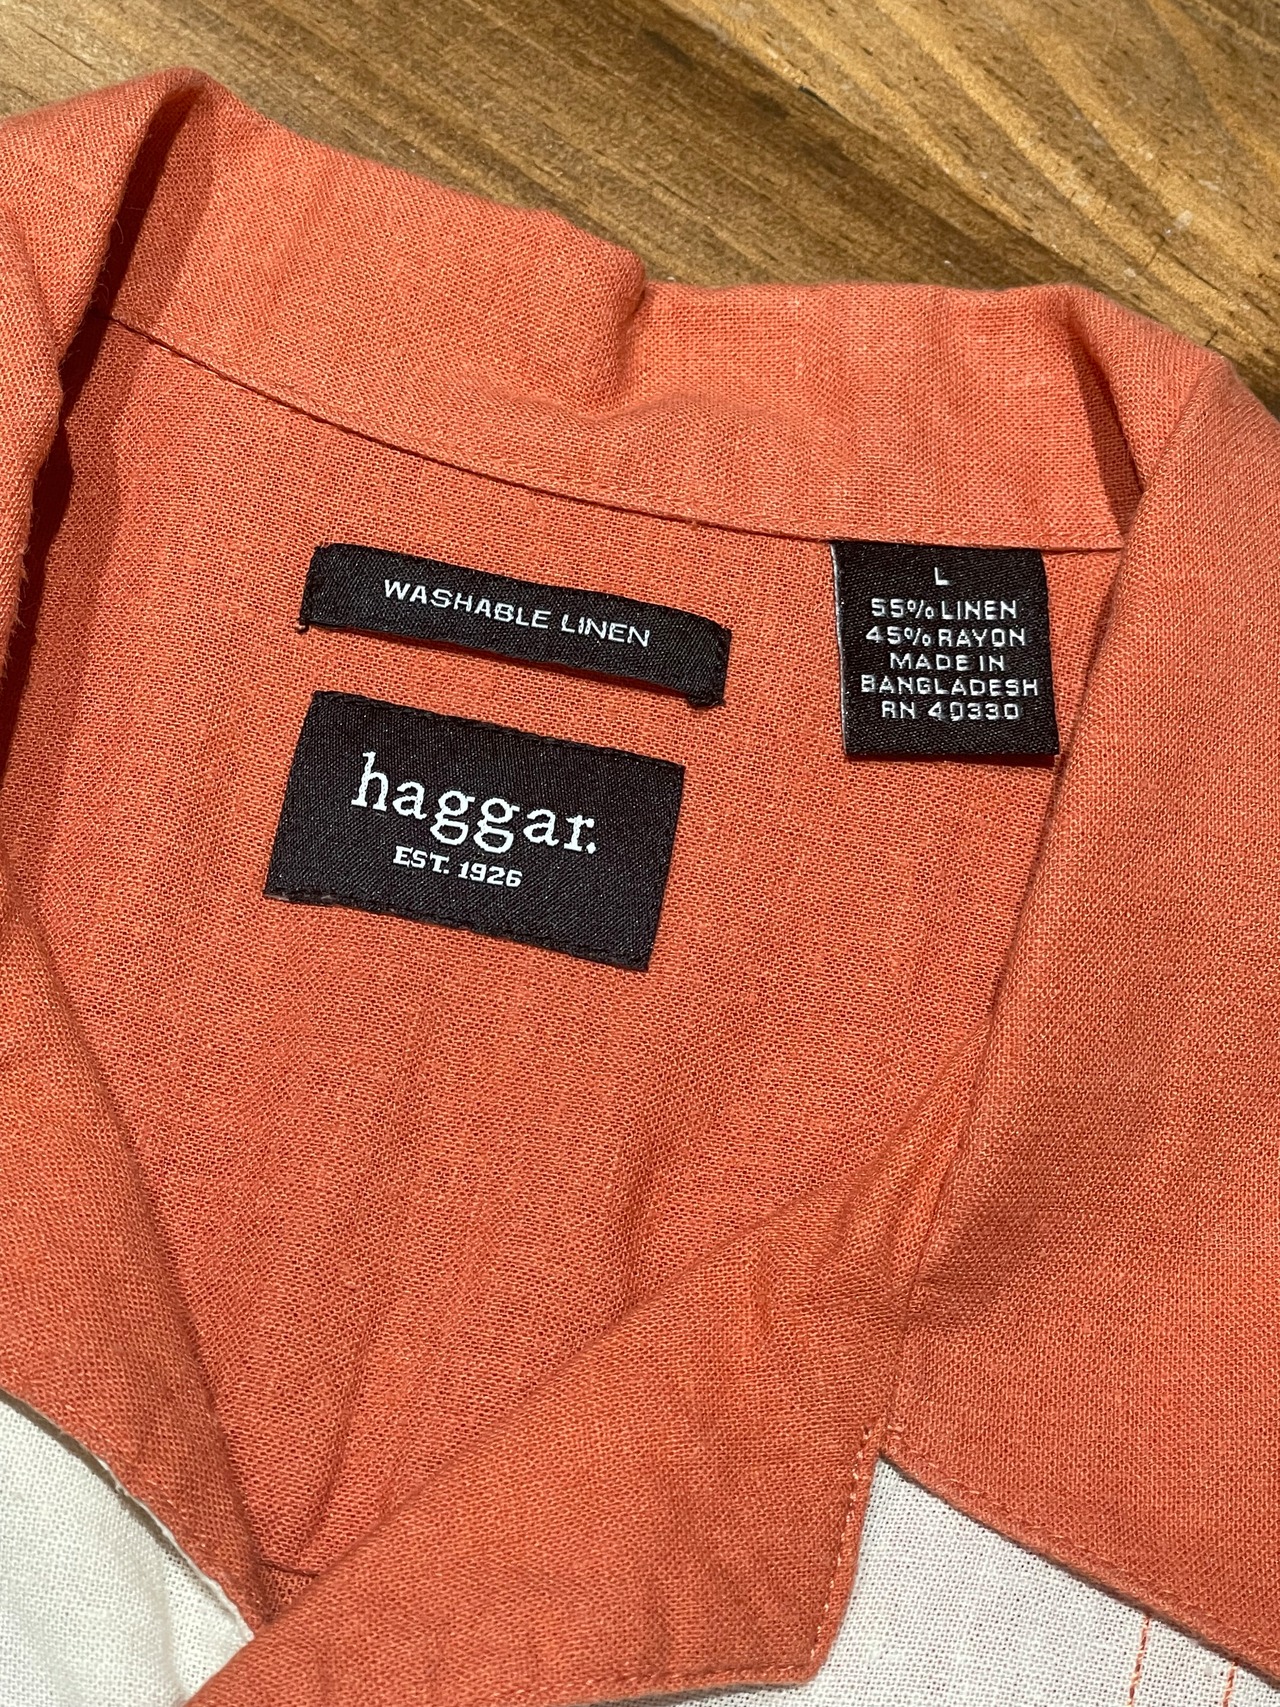 WASHABLE LINEN
haggar.
EST. 1926
L
55% LINEN
45% RAYON
MADE IN
BANGLADESH
RN 40330